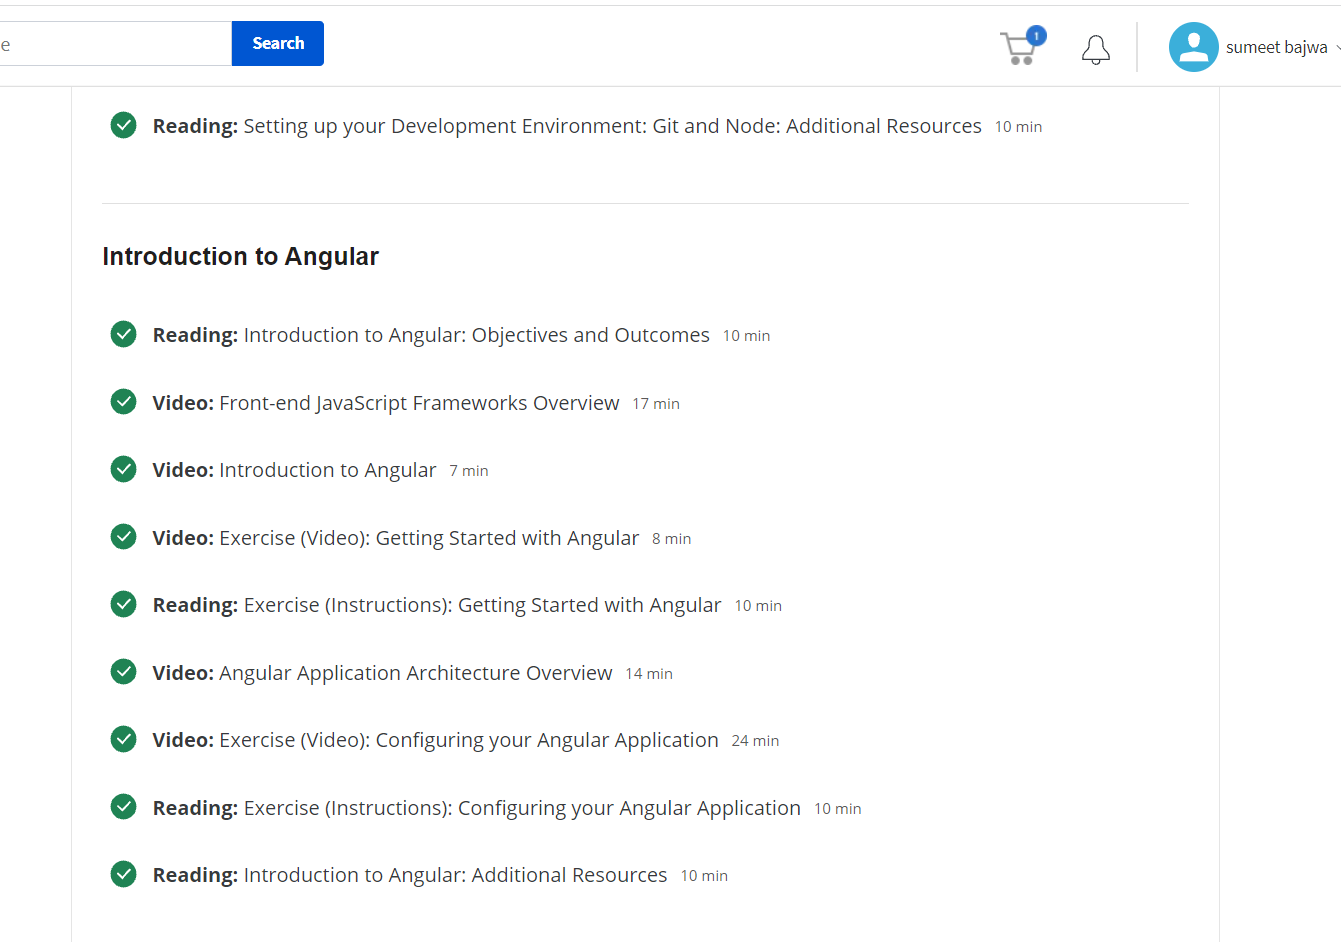 e
Search
1
sumeet bajwa
Reading: Setting up your Development Environment: Git and Node: Additional Resources 10 min
Introduction to Angular
Reading: Introduction to Angular: Objectives and Outcomes 10 min
Video: Front-end JavaScript Frameworks Overview 17 min
Video: Introduction to Angular 7 min
Video: Exercise (Video): Getting Started with Angular 8 min
Reading: Exercise (Instructions): Getting Started with Angular 10 min
Video: Angular Application Architecture Overview 14 min
Video: Exercise (Video): Configuring your Angular Application 24 min
Reading: Exercise (Instructions): Configuring your Angular Application 10 min
Reading: Introduction to Angular: Additional Resources 10 min